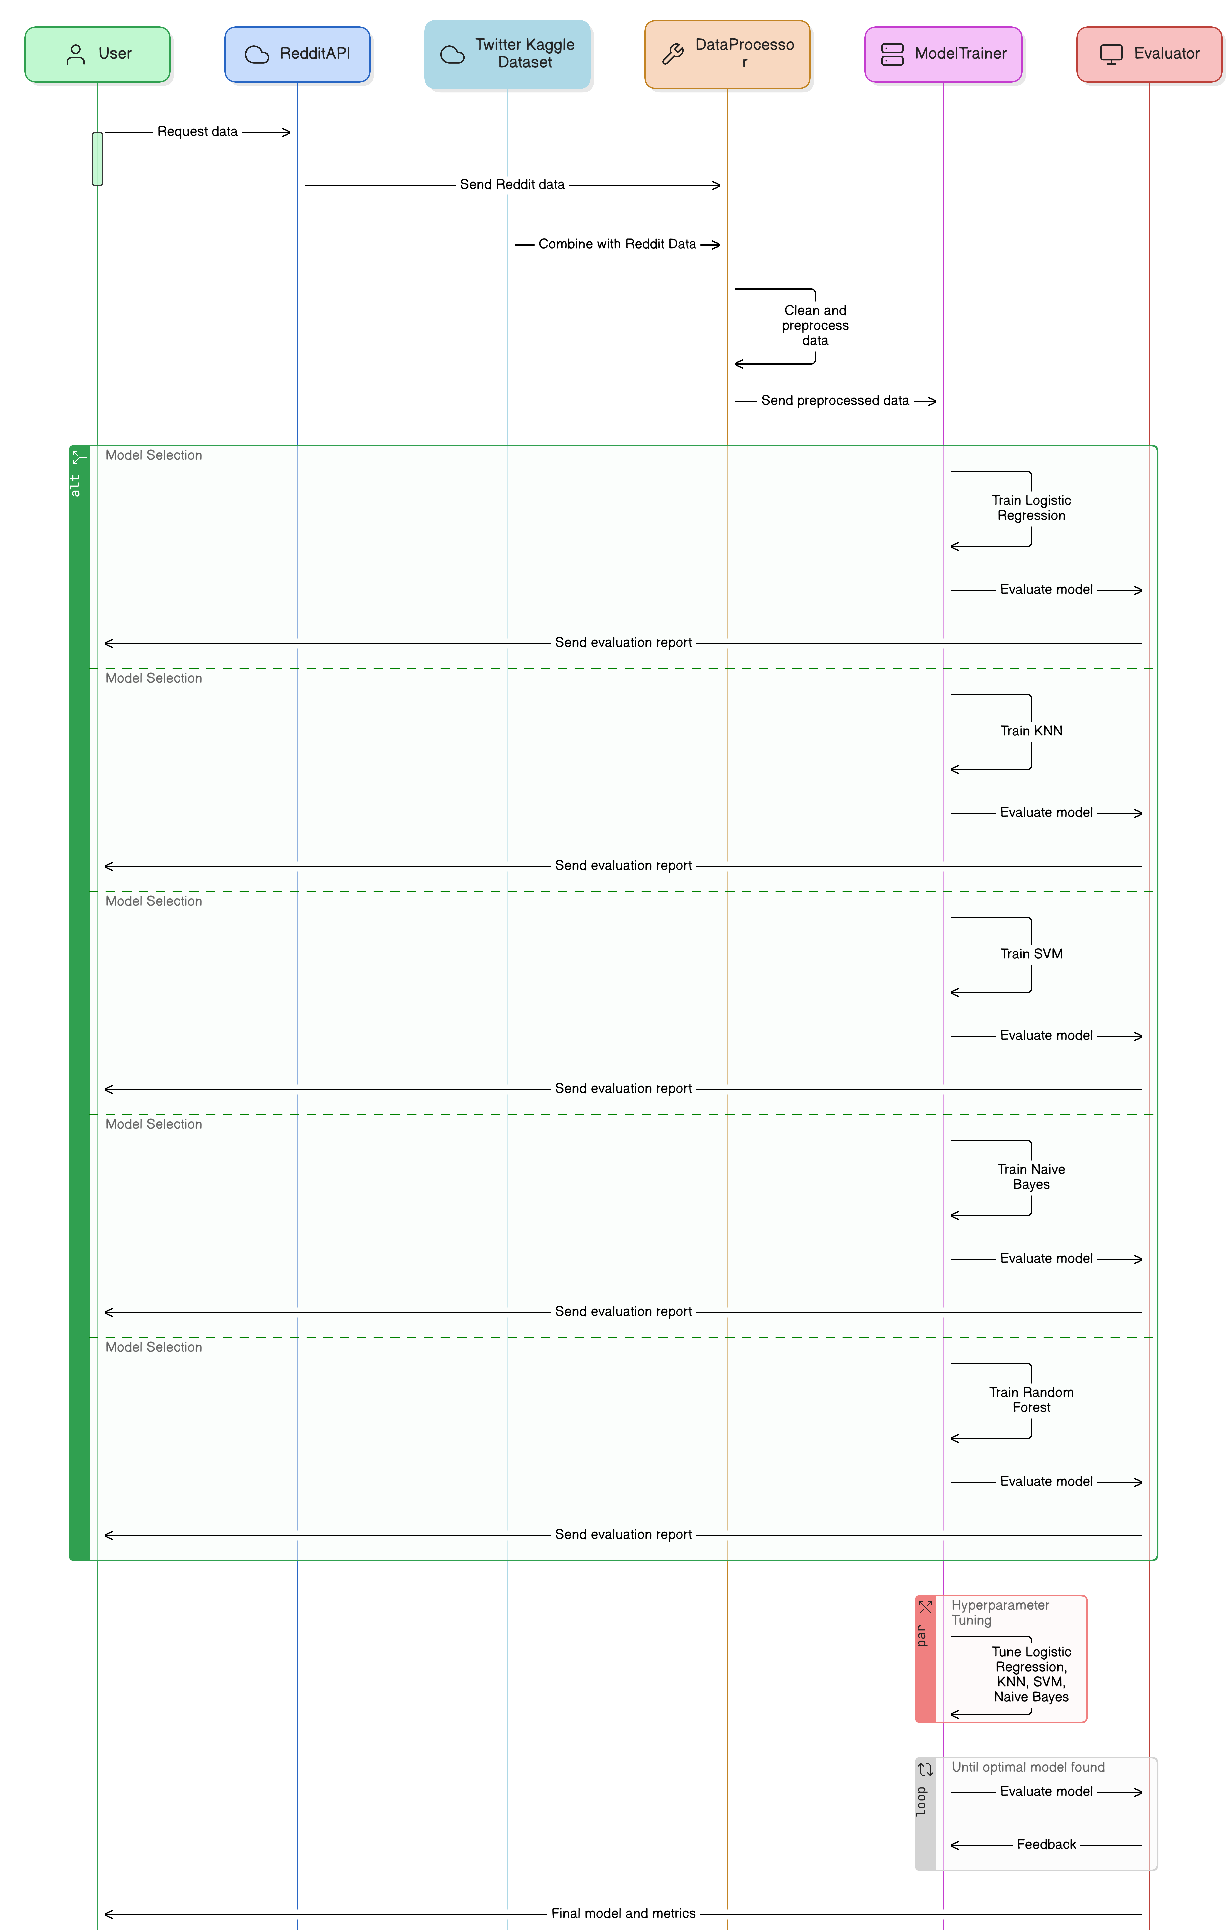 User
RedditAPI
Twitter Kaggle
Dataset
DataProcesso
r
ModelTrainer
Evaluator
Request data
Send Reddit data
Combine with Reddit Data
Clean and
preprocess
data
Send preprocessed data
alt
Model Selection
Train Logistic
Regression
Evaluate model
Send evaluation report
Model Selection
Train KNN
Evaluate model
Send evaluation report
Model Selection
Train SVM
Evaluate model
Send evaluation report
Model Selection
Train Naive
Bayes
Evaluate model
Send evaluation report
Model Selection
Train Random
Forest
Evaluate model
Send evaluation report
par
Hyperparameter
Tuning
Tune Logistic
Regression,
KNN, SVM,
Naive Bayes
loop
Until optimal model found
Evaluate model
Feedback
Final model and metrics